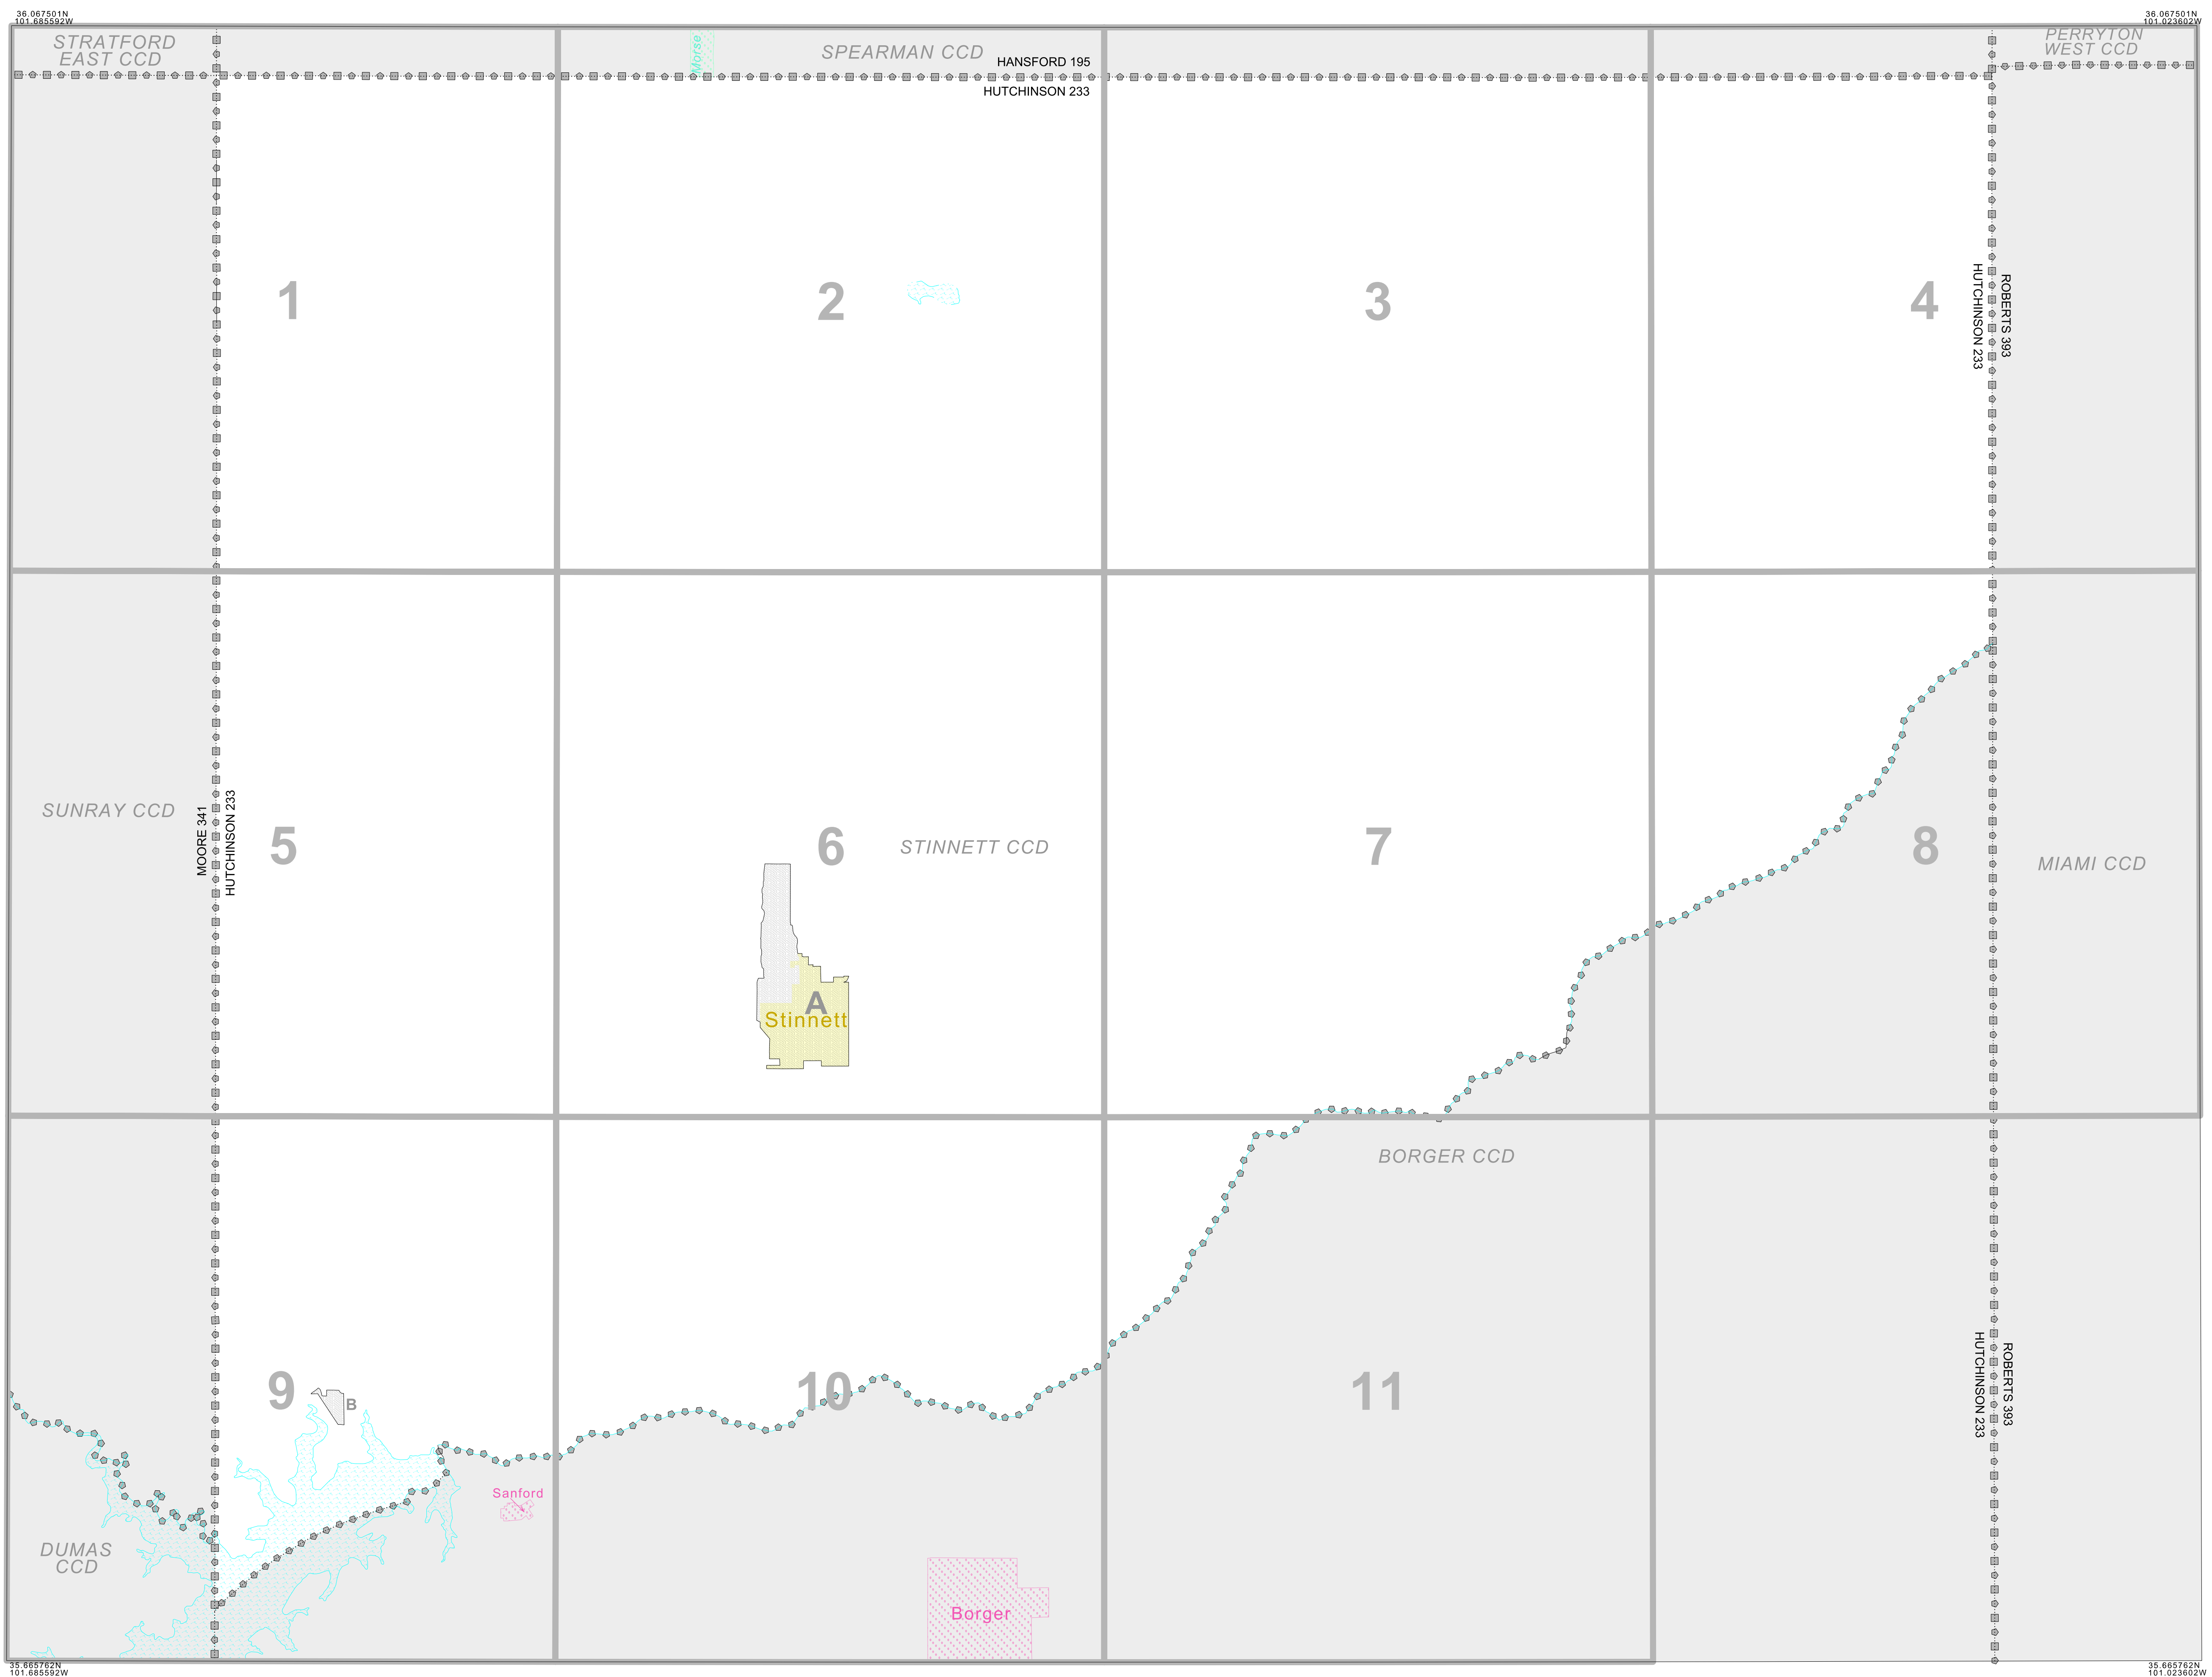 36.067501N
101.685592W
36.067501N
101.023602W
STRATFORD
EAST CCD
Morse
SPEARMAN CCD
HANSFORD 195
HUTCHINSON 233
PERRYTON
WEST CCD
1
2
3
4
HUTCHINSON 233
ROBERTS 393
SUNRAY CCD
MOORE 341
HUTCHINSON 233
5
6
STINNETT CCD
7
8
MIAMI CCD
A
Stinnett
BORGER CCD
9
B
10
11
HUTCHINSON 233
ROBERTS 393
Sanford
DUMAS
CCD
Borger
35.665762N
101.685592W
35.665762N
101.023602W